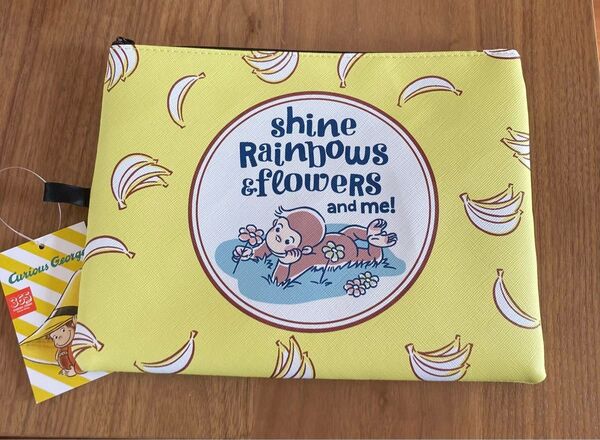 shine
Rainbows
&flowers
and me!
Curious George
365